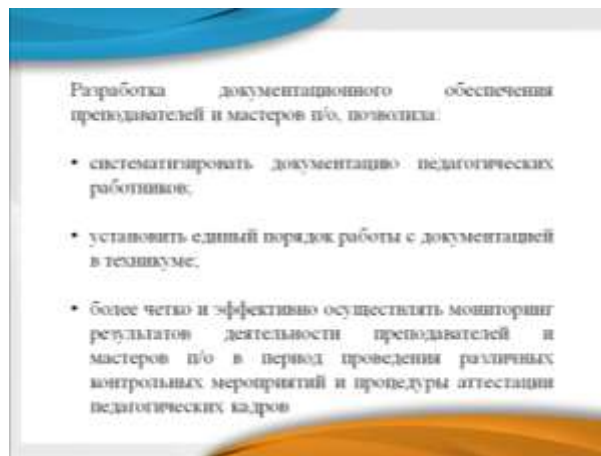 Разработка документационного обеспечения
преподавателей и мастеров п/о, позволила:
• систематизировать документацию педагогических
работников;
• установить единый порядок работы с документацией
в техникуме;
• более четко и эффективно осуществлять мониторинг
результатов деятельности преподавателей и
мастеров п/о в период проведения различных
контрольных мероприятий и процедуры аттестации
педагогических кадров